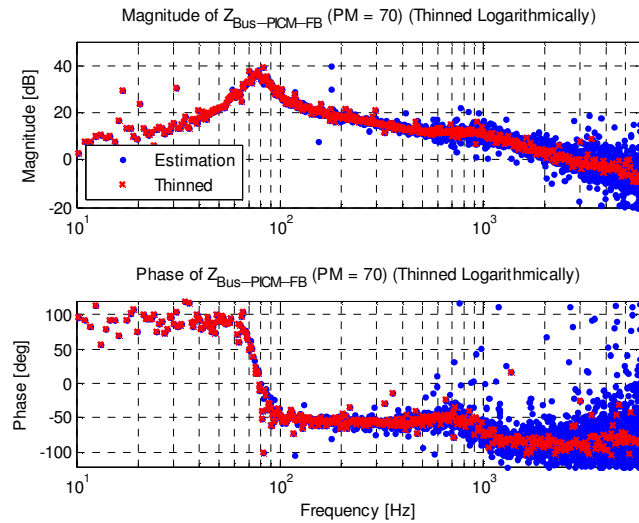 Magnitude of Z_Bus−PICM−FB (PM = 70) (Thinned Logarithmically)
Magnitude [dB]
40
20
0
-20
Estimation
Thinned
10^1 10^2 10^3
Phase of Z_Bus−PICM−FB (PM = 70) (Thinned Logarithmically)
Phase [deg]
100
50
0
-50
-100
10^1 10^2 10^3
Frequency [Hz]